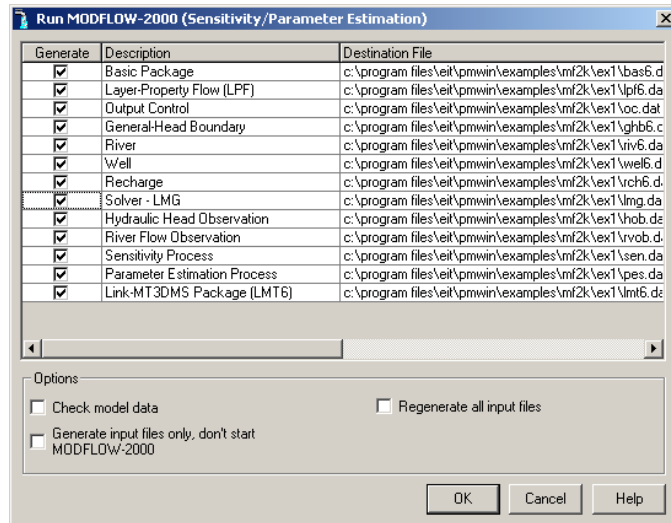 Run MODFLOW-2000 (Sensitivity/Parameter Estimation)
Generate Description Destination File
Basic Package c:\program files\eit\pmwin\examples\mf2k\ex1\bas6.d
Layer-Property Flow (LPF) c:\program files\eit\pmwin\examples\mf2k\ex1\lpf6.da
Output Control c:\program files\eit\pmwin\examples\mf2k\ex1\oc.dat
General-Head Boundary c:\program files\eit\pmwin\examples\mf2k\ex1\ghb6.c
River c:\program files\eit\pmwin\examples\mf2k\ex1\riv6.da
Well c:\program files\eit\pmwin\examples\mf2k\ex1\wel6.d
Recharge c:\program files\eit\pmwin\examples\mf2k\ex1\rch6.d
Solver - LMG c:\program files\eit\pmwin\examples\mf2k\ex1\lmg.da
Hydraulic Head Observation c:\program files\eit\pmwin\examples\mf2k\ex1\hob.da
River Flow Observation c:\program files\eit\pmwin\examples\mf2k\ex1\rvob.d
Sensitivity Process c:\program files\eit\pmwin\examples\mf2k\ex1\sen.da
Parameter Estimation Process c:\program files\eit\pmwin\examples\mf2k\ex1\pes.da
Link-MT3DMS Package (LMT6) c:\program files\eit\pmwin\examples\mf2k\ex1\lmt6.da
Options
Check model data Regenerate all input files
Generate input files only, don't start
MODFLOW-2000
OK Cancel Help